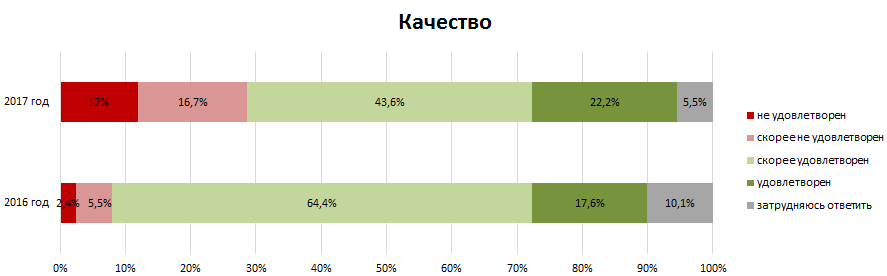 Качество
2017 год
12%
16,7%
43,6%
22,2%
5,5%
2016 год
2,4%
5,5%
64,4%
17,6%
10,1%
0%
10%
20%
30%
40%
50%
60%
70%
80%
90%
100%
не удовлетворен
скорее не удовлетворен
скорее удовлетворен
удовлетворен
затрудняюсь ответить